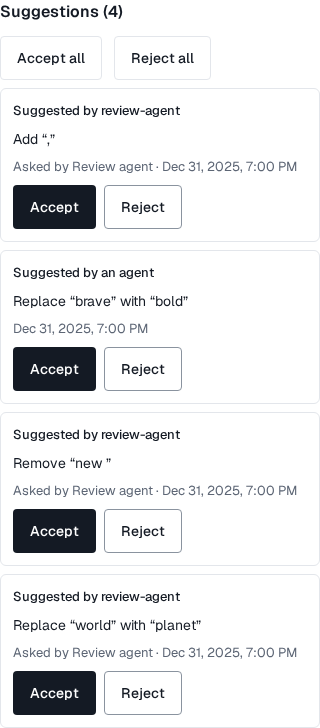 Suggestions (4)
Accept all Reject all
Suggested by review-agent
Add “,”
Asked by Review agent · Dec 31, 2025, 7:00 PM
Accept Reject
Suggested by an agent
Replace “brave” with “bold”
Dec 31, 2025, 7:00 PM
Accept Reject
Suggested by review-agent
Remove “new ”
Asked by Review agent · Dec 31, 2025, 7:00 PM
Accept Reject
Suggested by review-agent
Replace “world” with “planet”
Asked by Review agent · Dec 31, 2025, 7:00 PM
Accept Reject